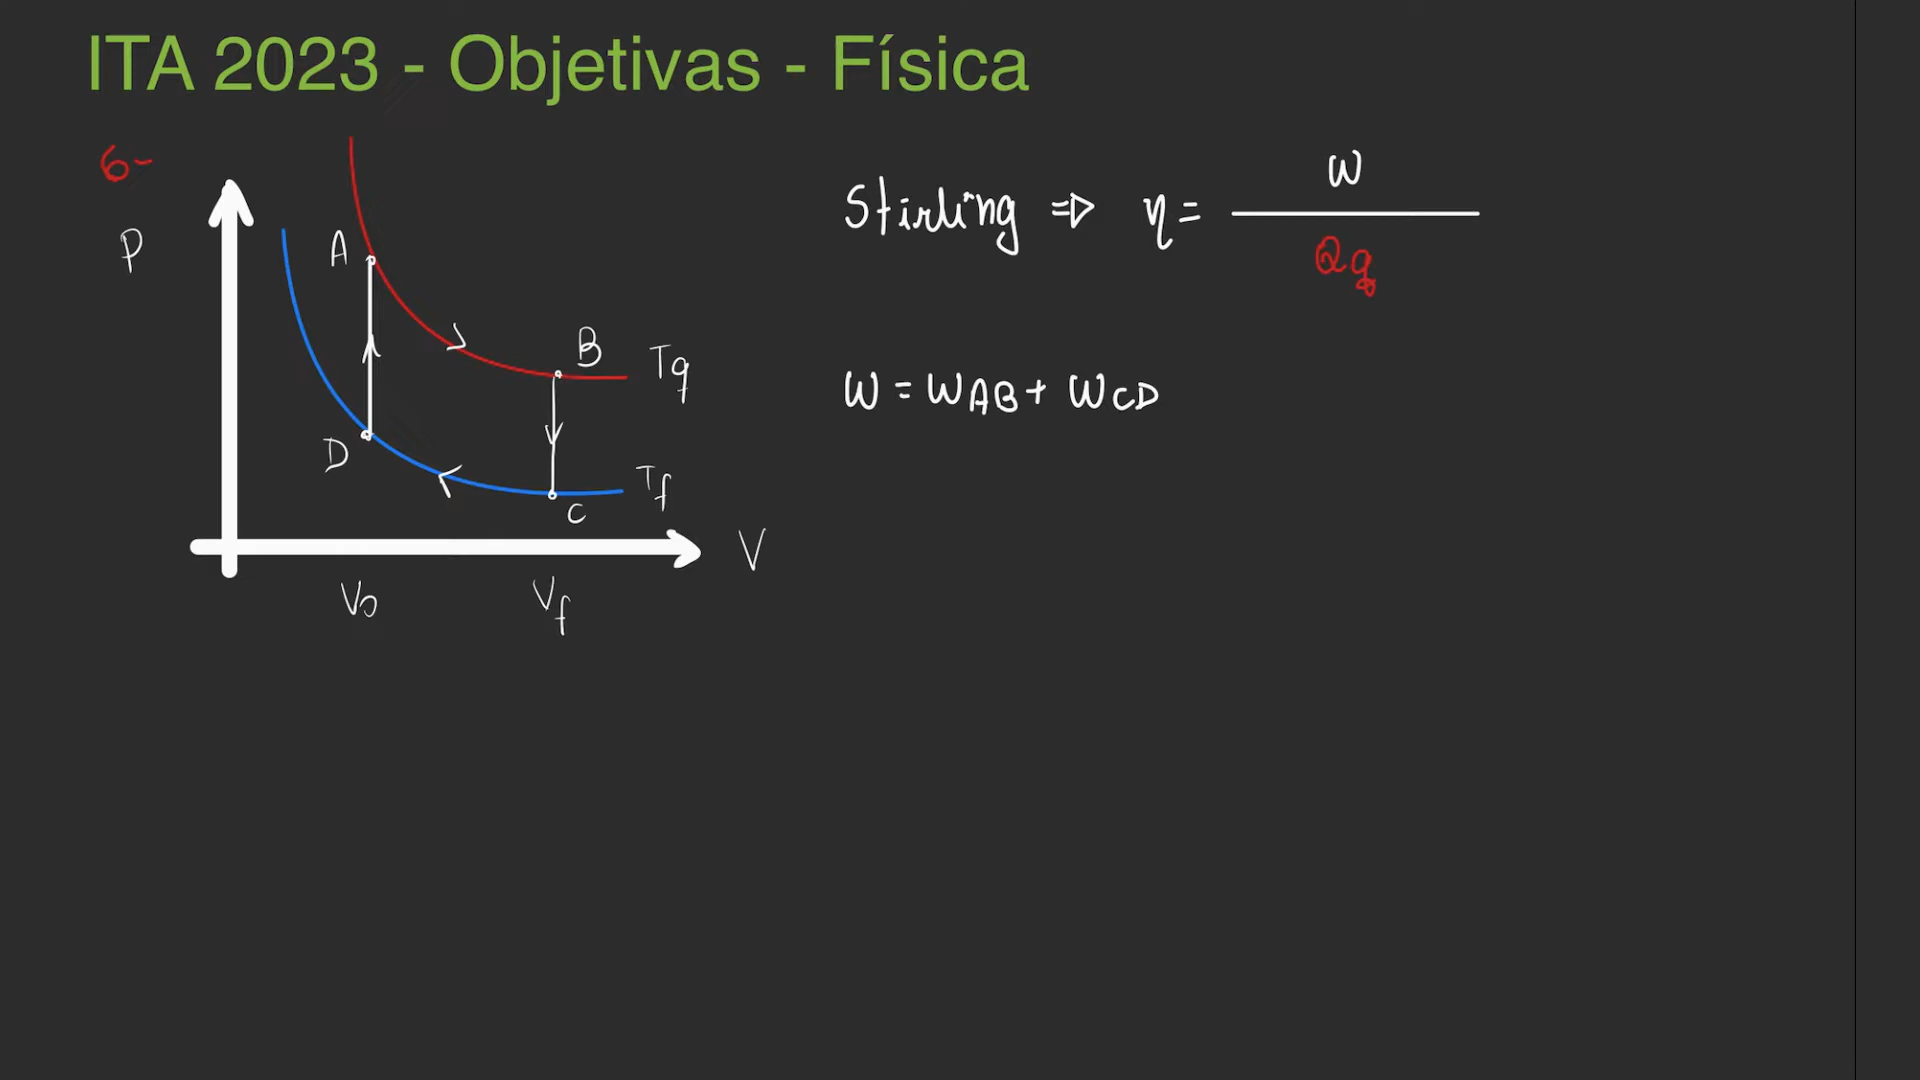 ITA 2023 - Objetivas - Física
6-
P
A
B
Tq
D
Tf
C
V
Vo
Vf
Stirling ⇒ η = W / Qq
W = WAB + WCD